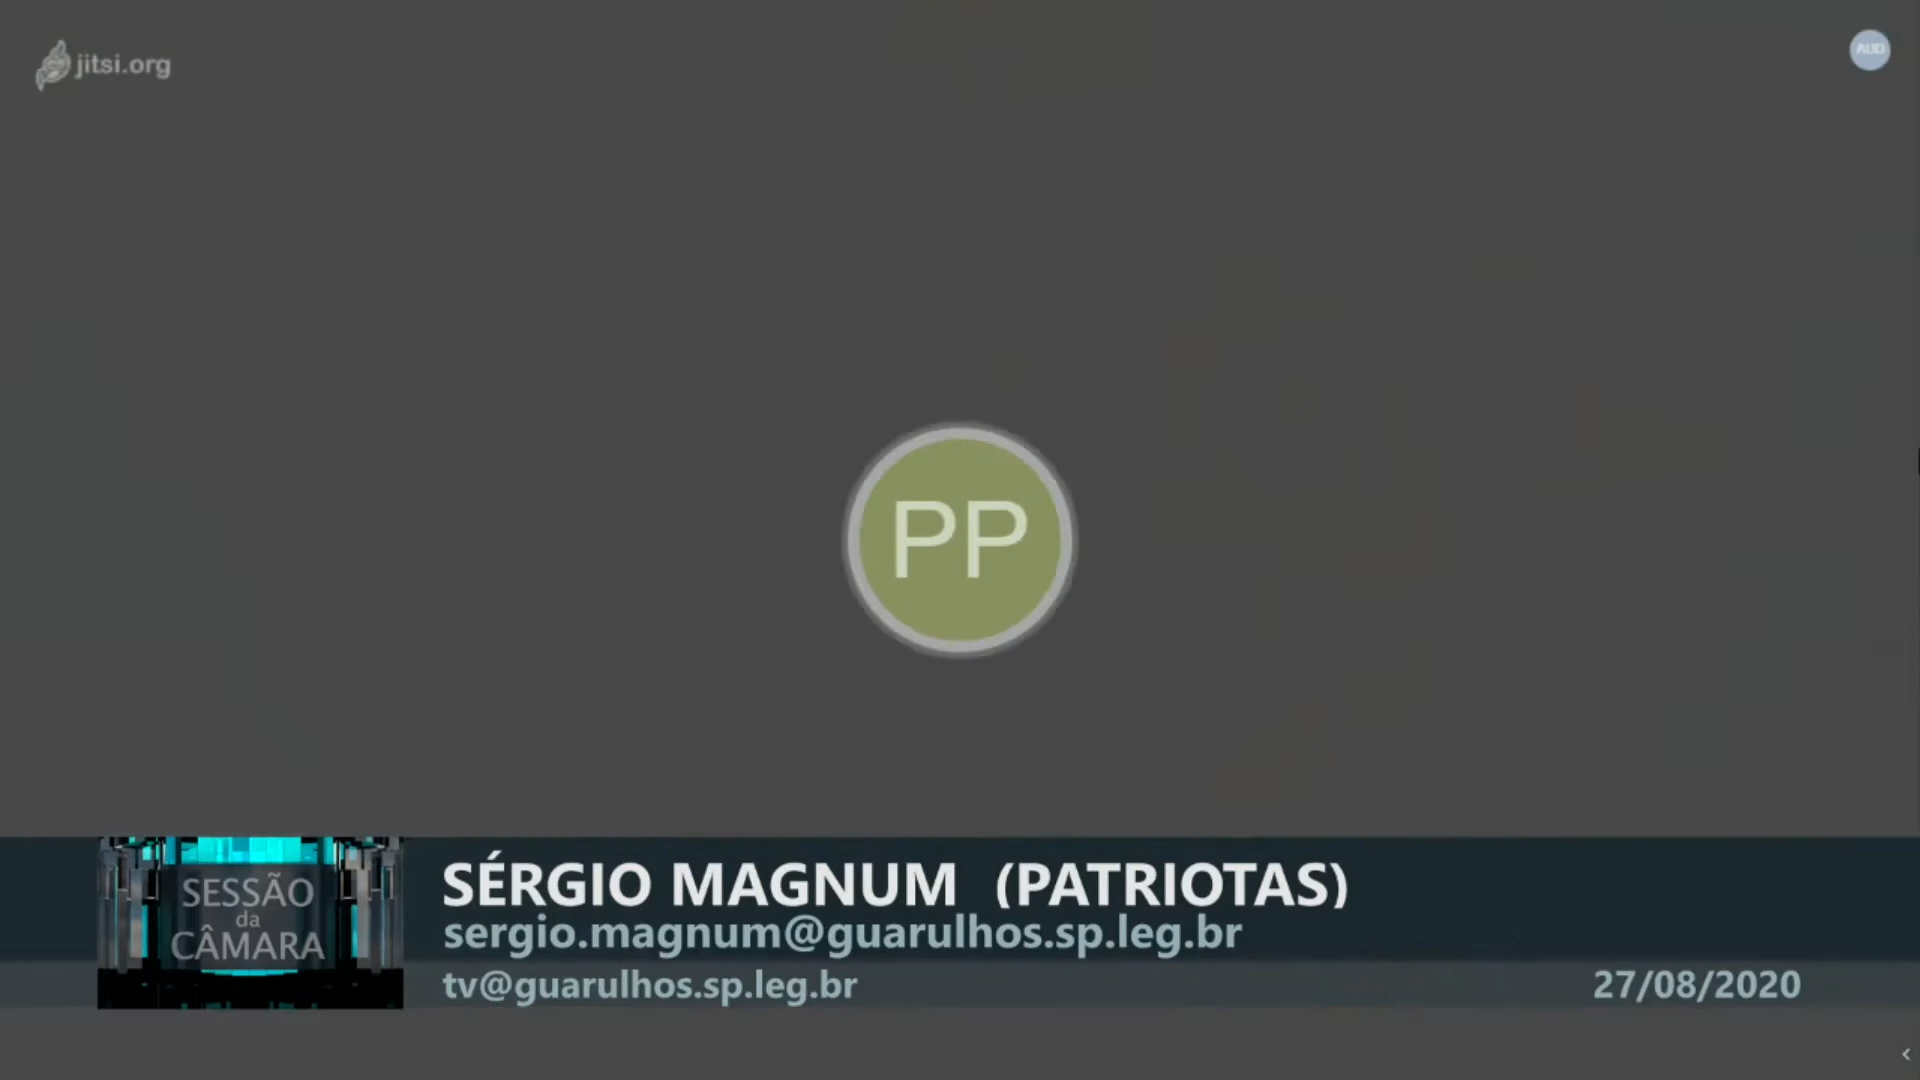 jitsi.org
AUD
PP
SESSÃO
da
CÂMARA
SÉRGIO MAGNUM (PATRIOTAS)
sergio.magnum@guarulhos.sp.leg.br
tv@guarulhos.sp.leg.br
27/08/2020